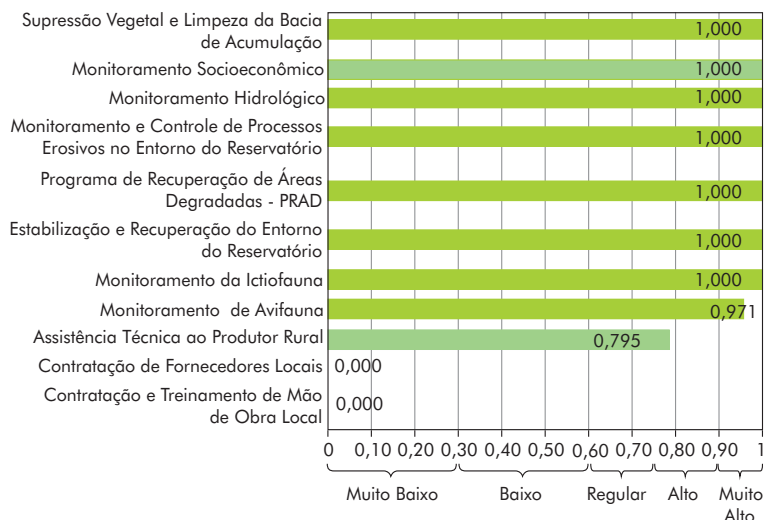 Supressão Vegetal e Limpeza da Bacia
de Acumulação
1,000
Monitoramento Socioeconômico
1,000
Monitoramento Hidrológico
1,000
Monitoramento e Controle de Processos
Erosivos no Entorno do Reservatório
1,000
Programa de Recuperação de Áreas
Degradadas - PRAD
1,000
Estabilização e Recuperação do Entorno
do Reservatório
1,000
Monitoramento da Ictiofauna
1,000
Monitoramento de Avifauna
0,971
Assistência Técnica ao Produtor Rural
0,795
Contratação de Fornecedores Locais
0,000
Contratação e Treinamento de Mão
de Obra Local
0,000
0 0,10 0,20 0,30 0,40 0,50 0,60 0,70 0,80 0,90 1
Muito Baixo Baixo Regular Alto Muito
Alto